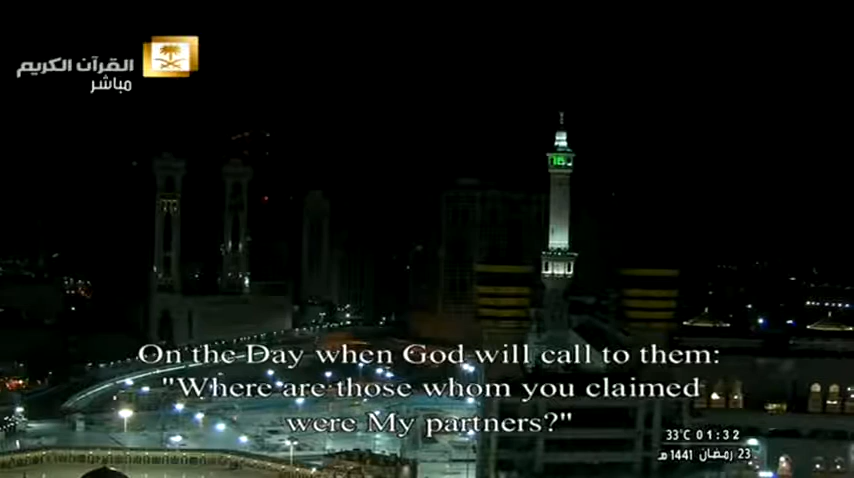 القرآن الكريم
مباشر
On the Day when God will call to them:
"Where are those whom you claimed
were My partners?"
33°C 01:32
23 رمضان 1441 هـ